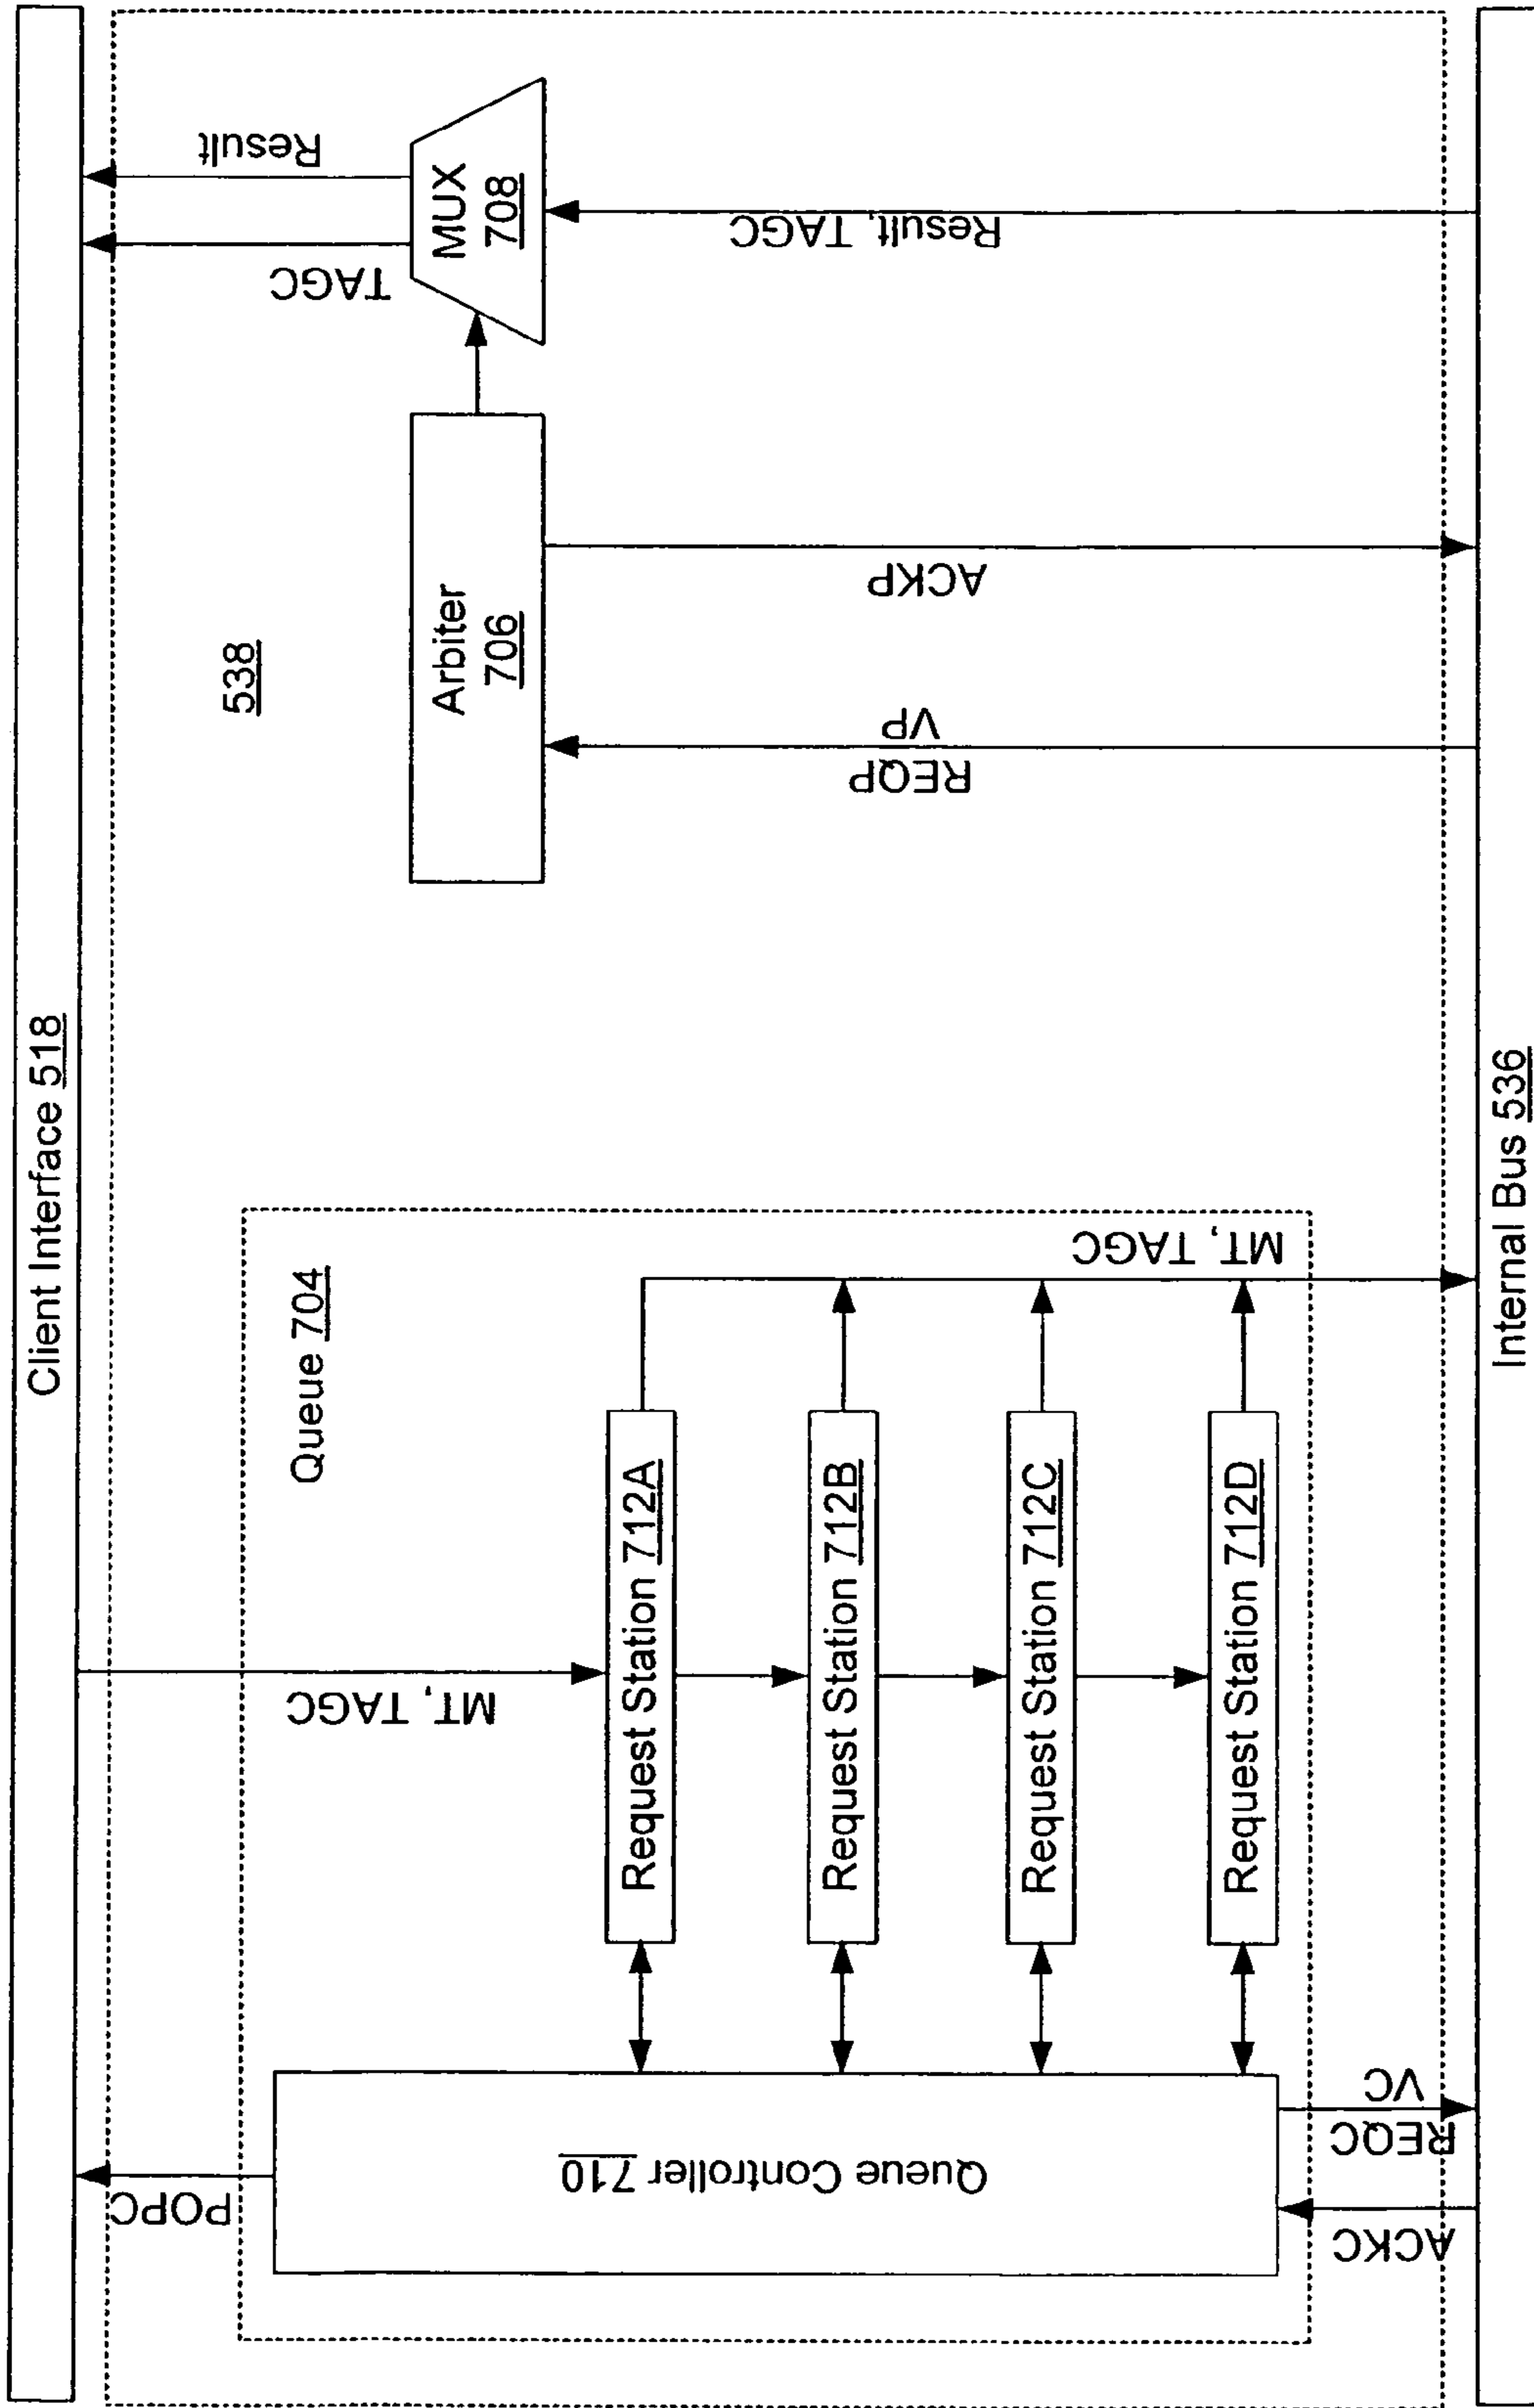 Client Interface 518
POPC
MT, TAGC
Queue 704
538
TAGC
Result
Queue Controller 710
Request Station 712A
Request Station 712B
Request Station 712C
Request Station 712D
MT, TAGC
Arbiter
706
MUX
708
ACKC
REQC
VC
REQP
VP
ACKP
Result, TAGC
Internal Bus 536